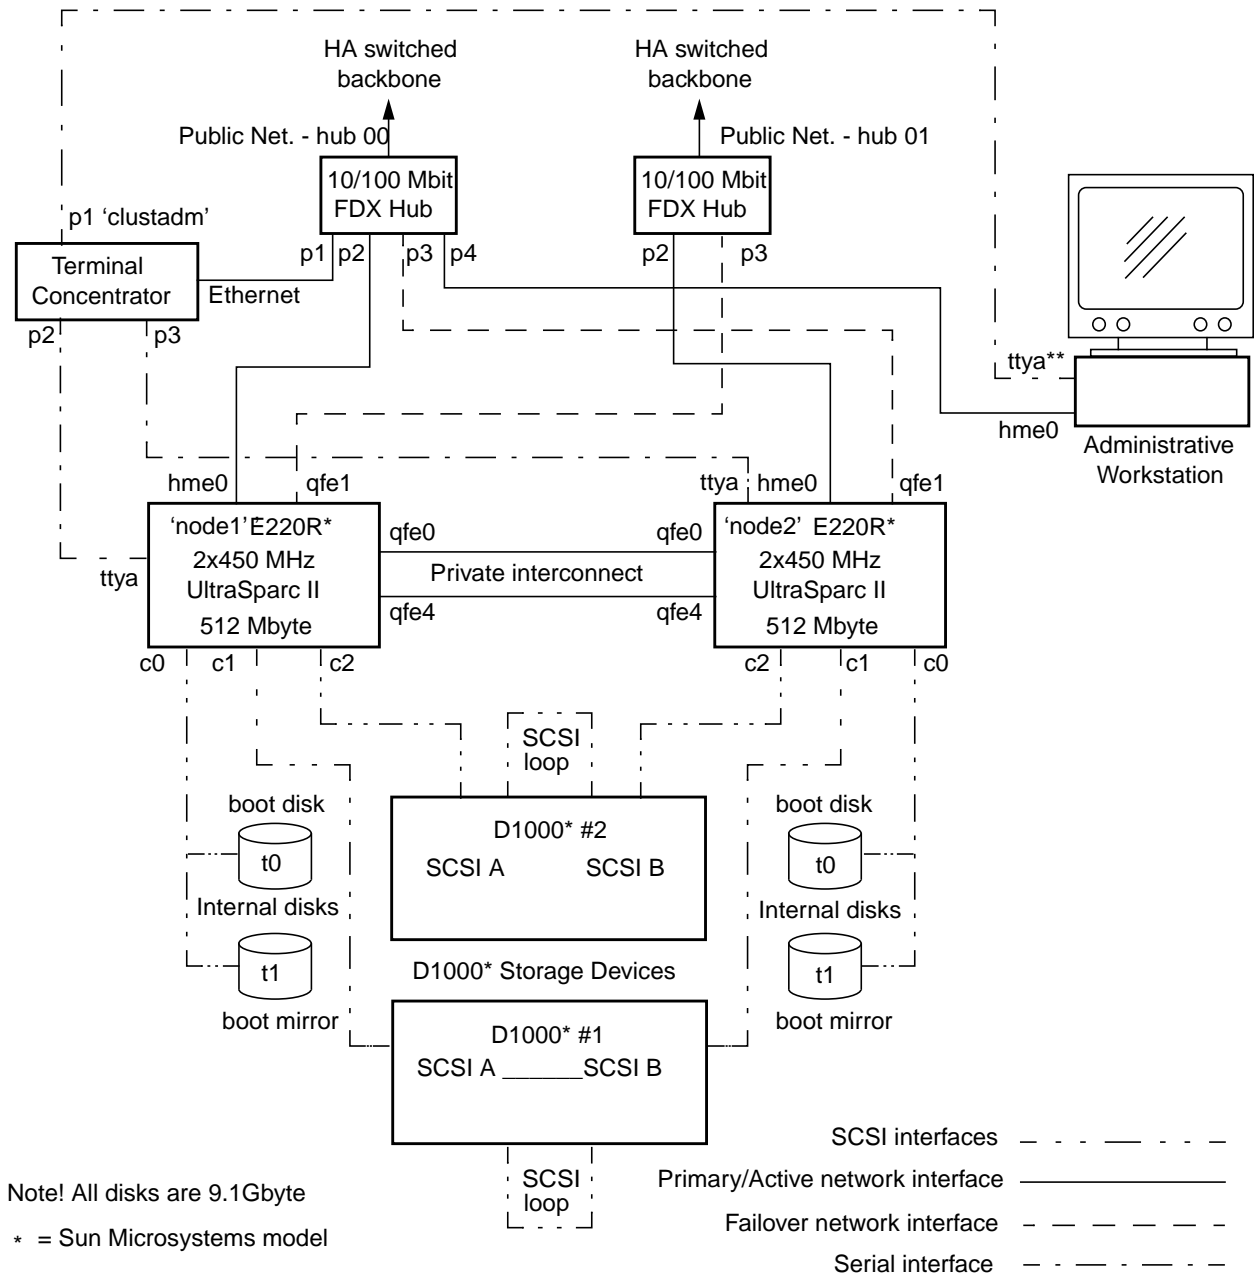 HA switched
backbone
HA switched
backbone
Public Net. - hub 00
Public Net. - hub 01
10/100 Mbit
FDX Hub
10/100 Mbit
FDX Hub
p1 ‘clustadm’
p1
p2
p3
p4
p2
p3
Terminal
Concentrator
Ethernet
p2
p3
ttya**
hme0
Administrative
Workstation
hme0
qfe1
ttya
hme0
qfe1
‘node1’ E220R*
2x450 MHz
UltraSparc II
512 Mbyte
qfe0
qfe0
Private interconnect
qfe4
qfe4
‘node2’ E220R*
2x450 MHz
UltraSparc II
512 Mbyte
ttya
c0
c1
c2
c2
c1
c0
SCSI
loop
boot disk
t0
Internal disks
t1
boot mirror
D1000* #2
SCSI A
SCSI B
boot disk
t0
Internal disks
t1
boot mirror
D1000* Storage Devices
D1000* #1
SCSI A ______SCSI B
SCSI
loop
Note! All disks are 9.1Gbyte
* = Sun Microsystems model
SCSI interfaces
Primary/Active network interface
Failover network interface
Serial interface